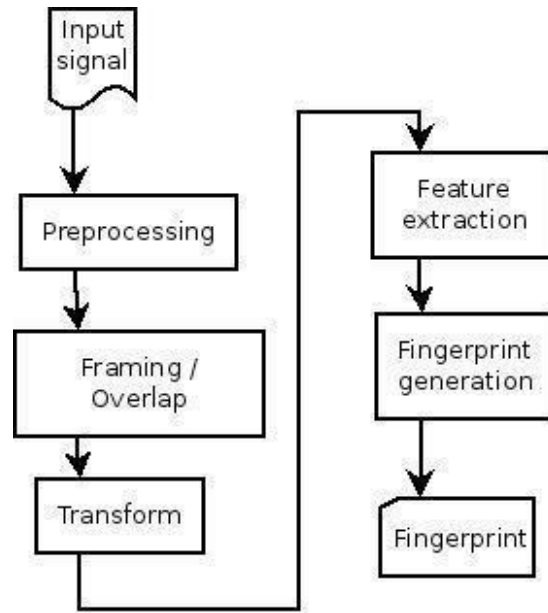 Input
signal
Preprocessing
Framing /
Overlap
Transform
Feature
extraction
Fingerprint
generation
Fingerprint